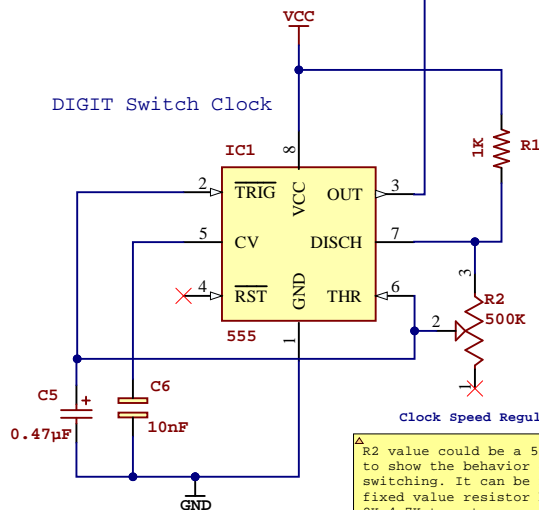 VCC
DIGIT Switch Clock
IC1
8
1K
R1
2
TRIG
VCC
OUT
3
5
CV
DISCH
7
4
RST
GND
THR
6
3
R2
500K
2
1
555
1
C5
+
0.47µF
C6
10nF
Clock Speed Regul
R2 value could be a 5
to show the behavior
switching. It can be
fixed value resistor
GND